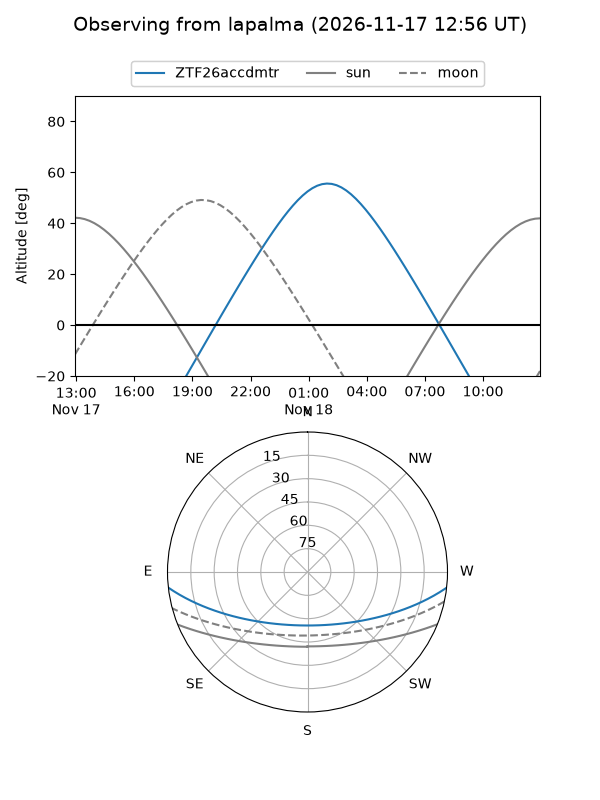 Observing from lapalma (2026-11-17 12:56 UT)
ZTF26accdmtr sun moon
80
60
40
20
0
−20
Altitude [deg]
13:00 16:00 19:00 22:00 01:00 04:00 07:00 10:00
Nov 17 Nov 18
N
NE NW
15
30
45
60
75
E W
SE SW
S